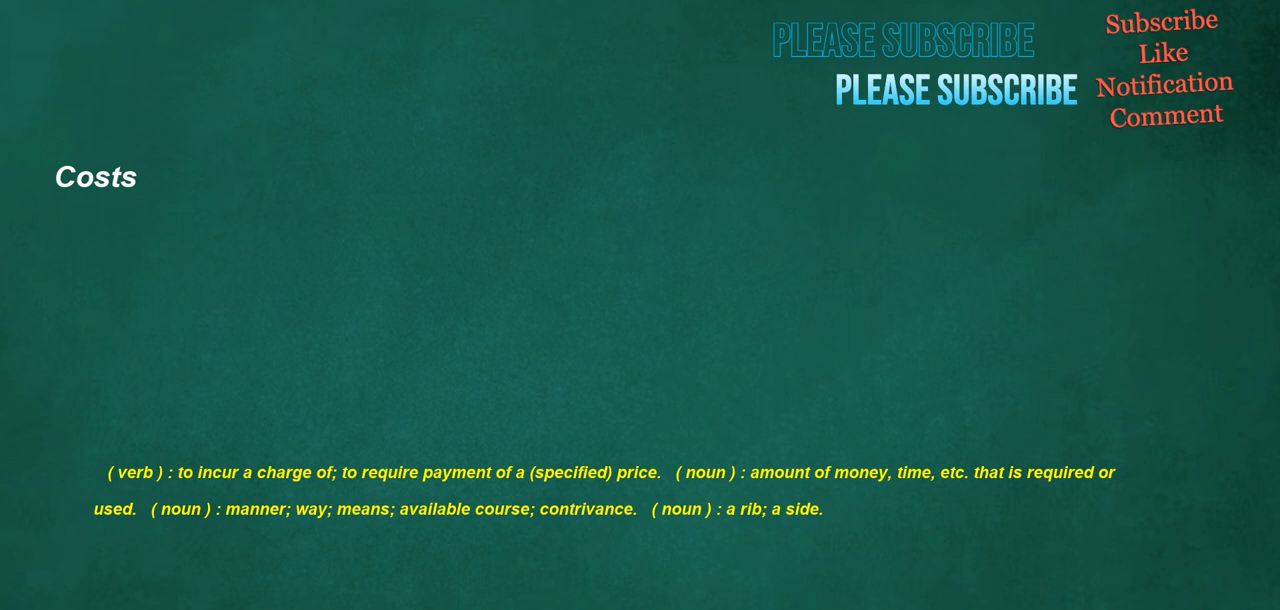 PLEASE SUBSCRIBE
PLEASE SUBSCRIBE
Subscribe
Like
Notification
Comment
Costs
( verb ) : to incur a charge of; to require payment of a (specified) price.   ( noun ) : amount of money, time, etc. that is required or
used.   ( noun ) : manner; way; means; available course; contrivance.   ( noun ) : a rib; a side.